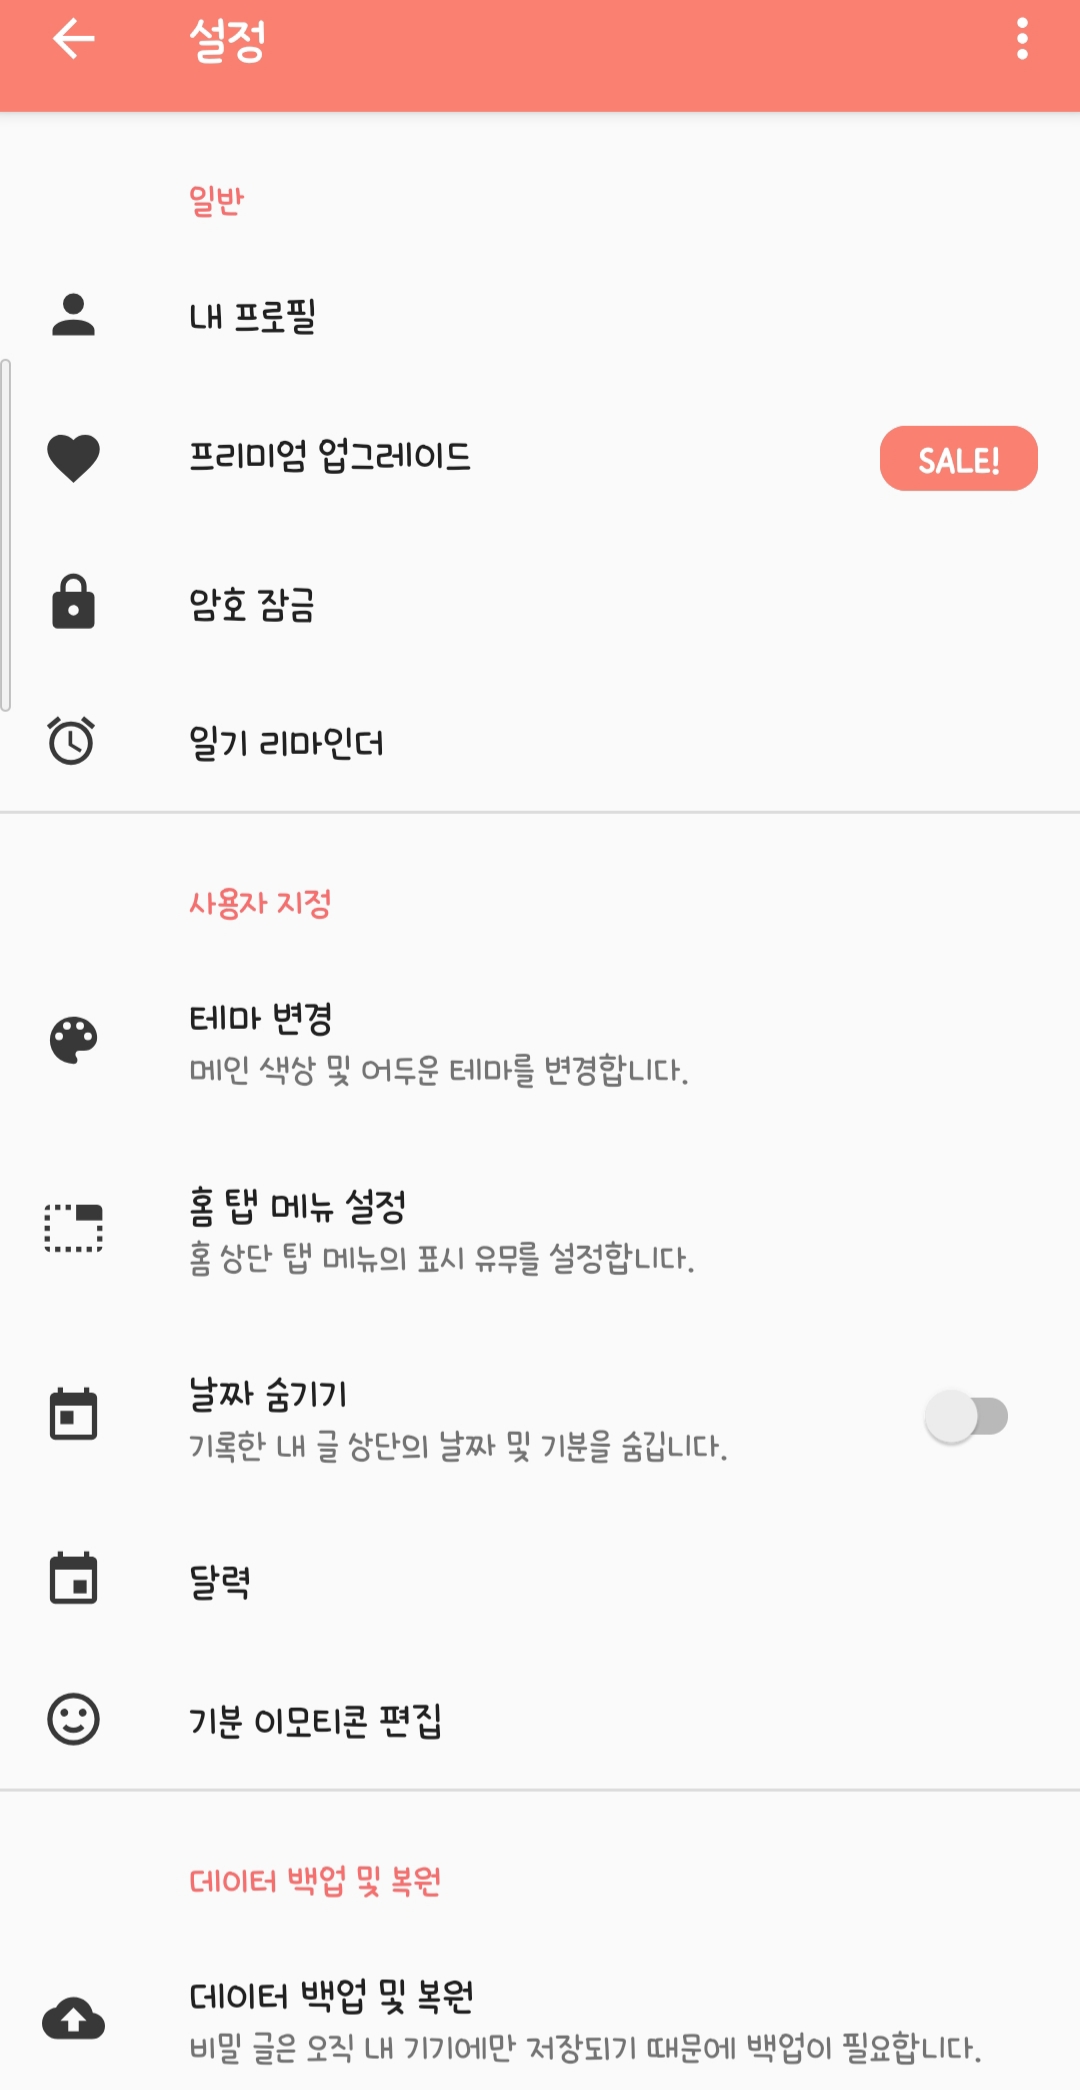 설정
일반
내 프로필
프리미엄 업그레이드
SALE!
암호 잠금
일기 리마인더
사용자 지정
테마 변경
메인 색상 및 어두운 테마를 변경합니다.
홈 탭 메뉴 설정
홈 상단 탭 메뉴의 표시 유무를 설정합니다.
날짜 숨기기
기록한 내 글 상단의 날짜 및 기분을 숨깁니다.
달력
기분 이모티콘 편집
데이터 백업 및 복원
데이터 백업 및 복원
비밀 글은 오직 내 기기에만 저장되기 때문에 백업이 필요합니다.